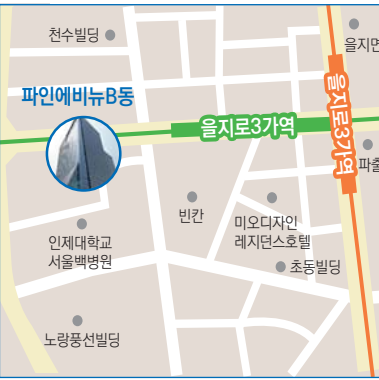 천수빌딩
을지면
파인에비뉴B동
을지로3가역
을지로3가역
파출
빈칸
미오디자인
레지던스호텔
인제대학교
서울백병원
초동빌딩
노랑풍선빌딩